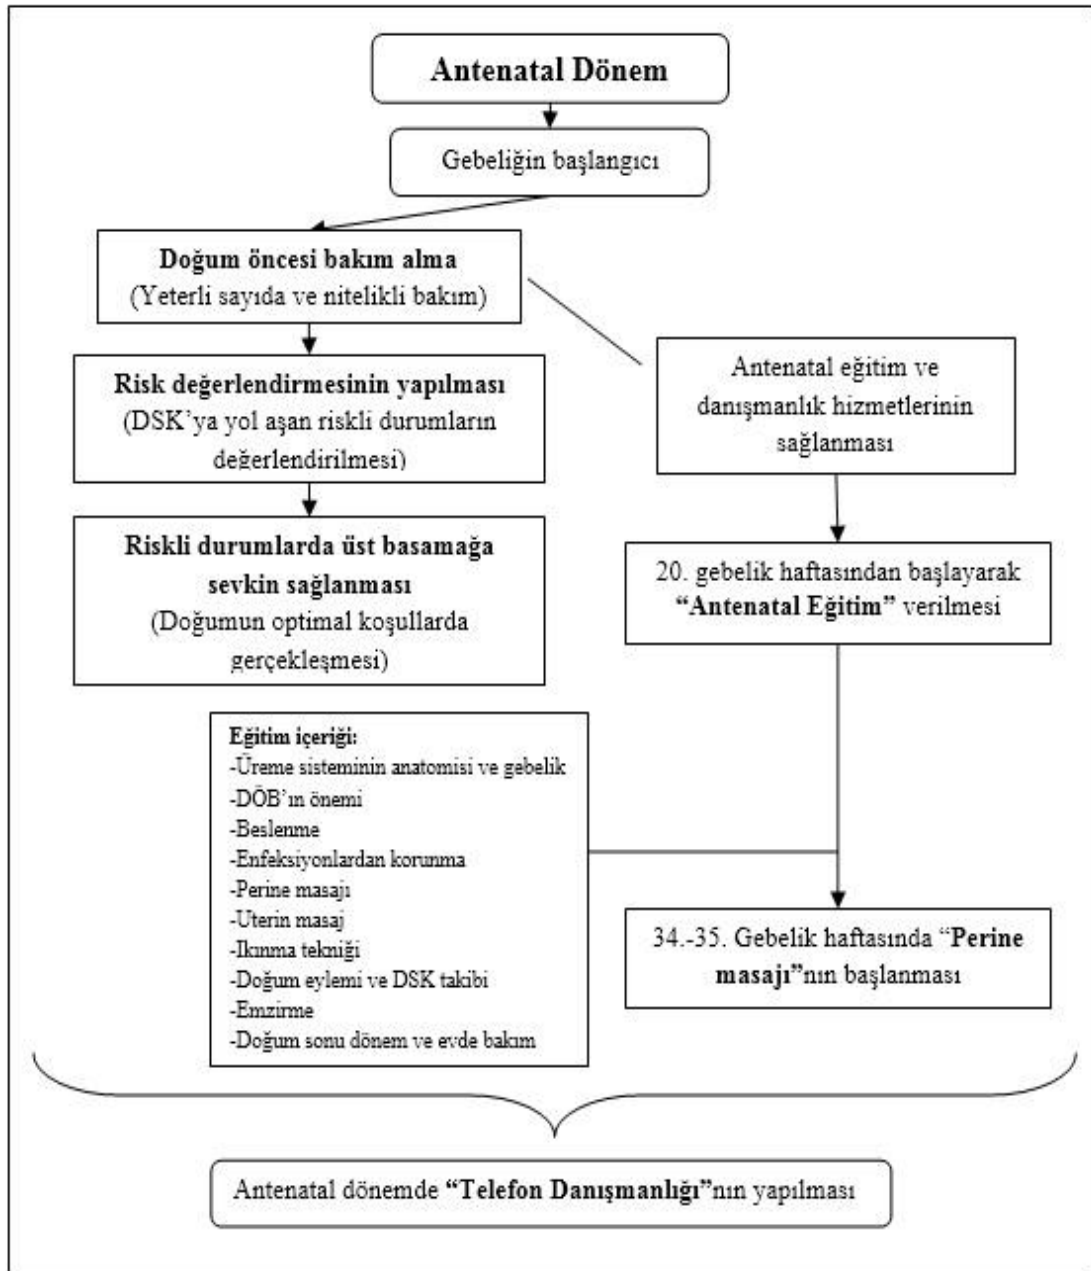 Antenatal Dönem
Gebeliğin başlangıcı
Doğum öncesi bakım alma
(Yeterli sayıda ve nitelikli bakım)
Risk değerlendirmesinin yapılması
(DSK’ya yol aşan riskli durumların
değerlendirilmesi)
Riskli durumlarda üst basamağa
sevkin sağlanması
(Doğumun optimal koşullarda
gerçekleşmesi)
Antenatal eğitim ve
danışmanlık hizmetlerinin
sağlanması
20. gebelik haftasından başlayarak
“Antenatal Eğitim” verilmesi
Eğitim içeriği:
-Üreme sisteminin anatomisi ve gebelik
-DÖB’ın önemi
-Beslenme
-Enfeksiyonlardan korunma
-Perine masajı
-Uterin masaj
-Ikınma tekniği
-Doğum eylemi ve DSK takibi
-Emzirme
-Doğum sonu dönem ve evde bakım
34.-35. Gebelik haftasında “Perine
masajı”nın başlanması
Antenatal dönemde “Telefon Danışmanlığı”nın yapılması